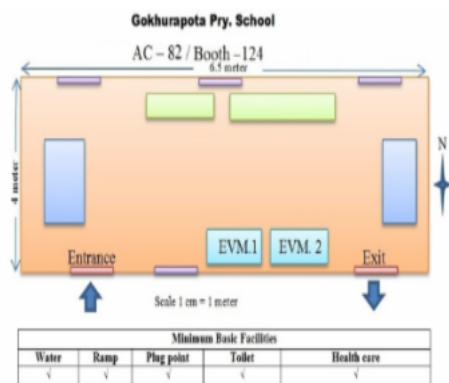 Gokhurapota Pry. School
AC – 82 / Booth –124
6.5 meter
4 meter
N
EVM.1 EVM. 2
Entrance Exit
Scale 1 cm = 1 meter
Minimum Basic Facilities
Water Ramp Plug point Toilet Health care
√ √ √ √ √